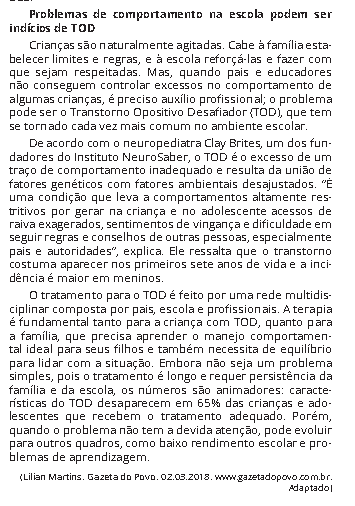 Problemas de comportamento na escola podem ser
indícios de TOD
Crianças são naturalmente agitadas. Cabe à família esta-
belecer limites e regras, e à escola reforçá-las e fazer com
que sejam respeitadas. Mas, quando pais e educadores
não conseguem controlar excessos no comportamento de
algumas crianças, é preciso auxílio profissional; o problema
pode ser o Transtorno Opositivo Desafiador (TOD), que tem
se tornado cada vez mais comum no ambiente escolar.
De acordo com o neuropediatra Clay Brites, um dos fun-
dadores do Instituto NeuroSaber, o TOD é o excesso de um
traço de comportamento inadequado e resulta da união de
fatores genéticos com fatores ambientais desajustados. “É
uma condição que leva a comportamentos altamente res-
tritivos por gerar na criança e no adolescente acessos de
raiva exagerados, sentimentos de vingança e dificuldade em
seguir regras e conselhos de outras pessoas, especialmente
pais e autoridades”, explica. Ele ressalta que o transtorno
costuma aparecer nos primeiros sete anos de vida e a inci-
dência é maior em meninos.
O tratamento para o TOD é feito por uma rede multidis-
ciplinar composta por pais, escola e profissionais. A terapia
é fundamental tanto para a criança com TOD, quanto para
a família, que precisa aprender o manejo comportamen-
tal ideal para seus filhos e também necessita de equilíbrio
para lidar com a situação. Embora não seja um problema
simples, pois o tratamento é longo e requer persistência da
família e da escola, os números são animadores: caracte-
rísticas do TOD desaparecem em 65% das crianças e ado-
lescentes que recebem o tratamento adequado. Porém,
quando o problema não tem a devida atenção, pode evoluir
para outros quadros, como baixo rendimento escolar e pro-
blemas de aprendizagem.
(Lilian Martins. Gazeta do Povo. 02.03.2018. www.gazetadopovo.com.br.
Adaptado)